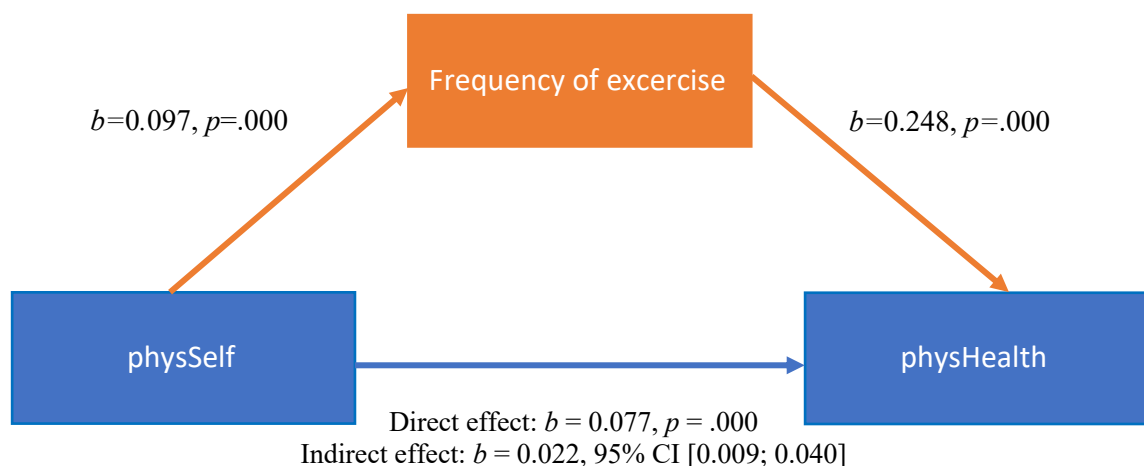 Frequency of excercise
b=0.097, p=.000
b=0.248, p=.000
physSelf
physHealth
Direct effect: b = 0.077, p = .000
Indirect effect: b = 0.022, 95% CI [0.009; 0.040]